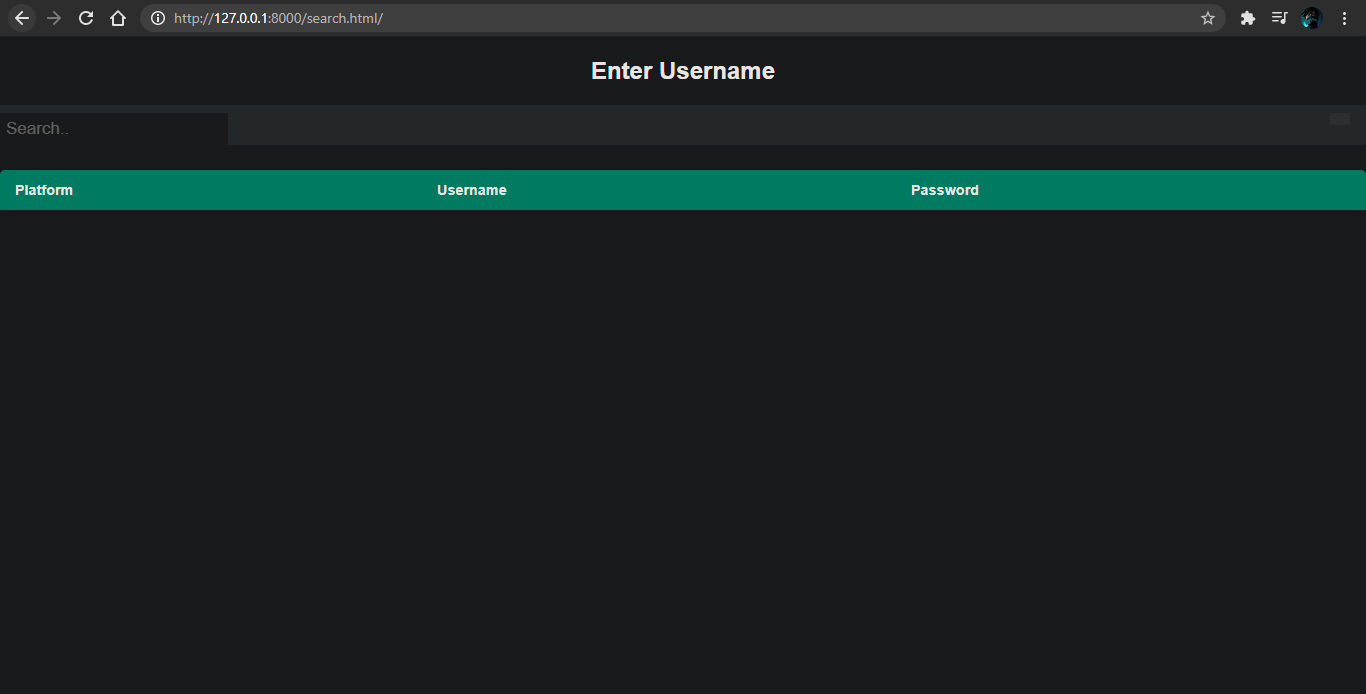 http://127.0.0.1:8000/search.html/
Enter Username
Search..
Platform Username Password